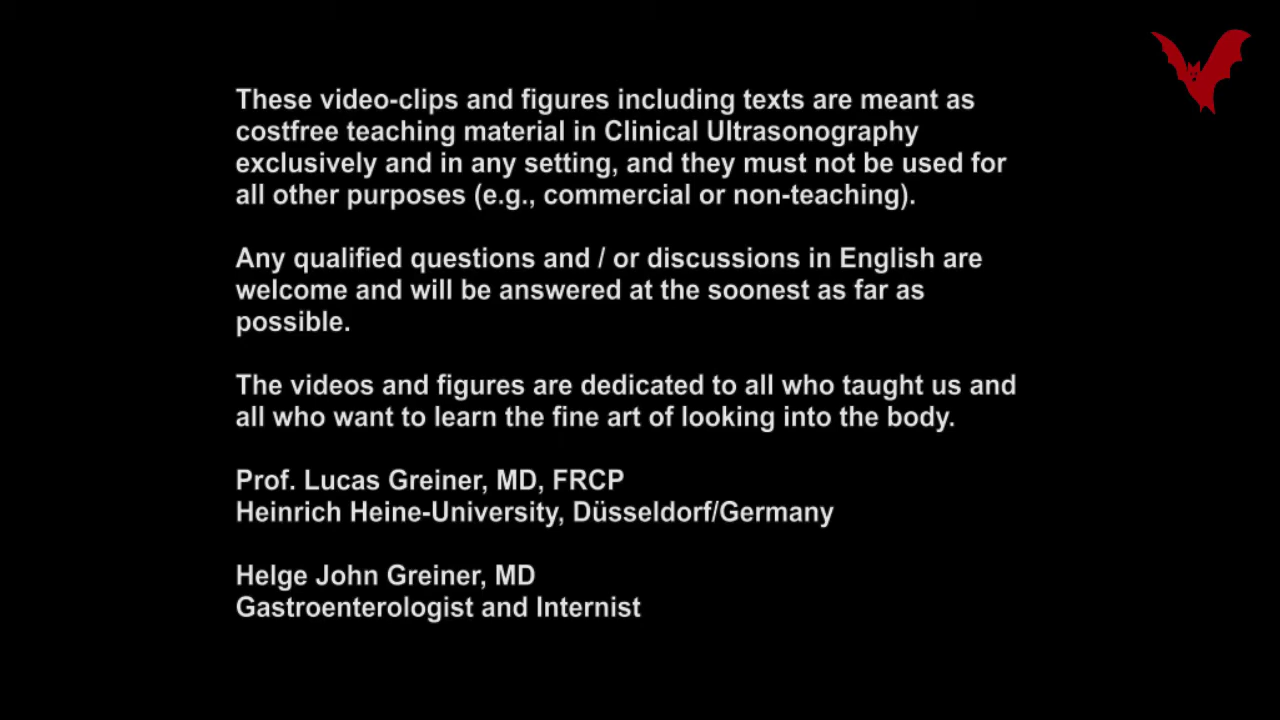 These video-clips and figures including texts are meant as
costfree teaching material in Clinical Ultrasonography
exclusively and in any setting, and they must not be used for
all other purposes (e.g., commercial or non-teaching).
Any qualified questions and / or discussions in English are
welcome and will be answered at the soonest as far as
possible.
The videos and figures are dedicated to all who taught us and
all who want to learn the fine art of looking into the body.
Prof. Lucas Greiner, MD, FRCP
Heinrich Heine-University, Düsseldorf/Germany
Helge John Greiner, MD
Gastroenterologist and Internist